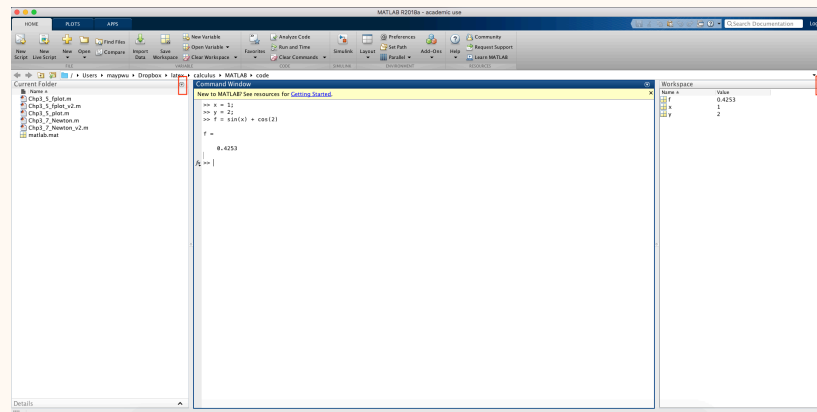 MATLAB R2018a - academic use
HOME PLOTS APPS
Search Documentation Log
New Script
New Live Script
New
Open
Find Files
Compare
Import Data
Save Workspace
New Variable
Open Variable
Clear Workspace
Favorites
Analyze Code
Run and Time
Clear Commands
Simulink
Layout
Preferences
Set Path
Parallel
Add-Ons
Help
Community
Request Support
Learn MATLAB
FILE VARIABLE CODE SIMULINK ENVIRONMENT RESOURCES
/ Users maypwu Dropbox latex calculus MATLAB code
Current Folder
Name
Chp3_5_fplot.m
Chp3_5_fplot_v2.m
Chp3_5_plot.m
Chp3_7_Newton.m
Chp3_7_Newton_v2.m
matlab.mat
Details
Command Window
New to MATLAB? See resources for Getting Started.
>> x = 1;
>> y = 2;
>> f = sin(x) + cos(2)
f =
0.4253
fx >>
Workspace
Name Value
f 0.4253
x 1
y 2